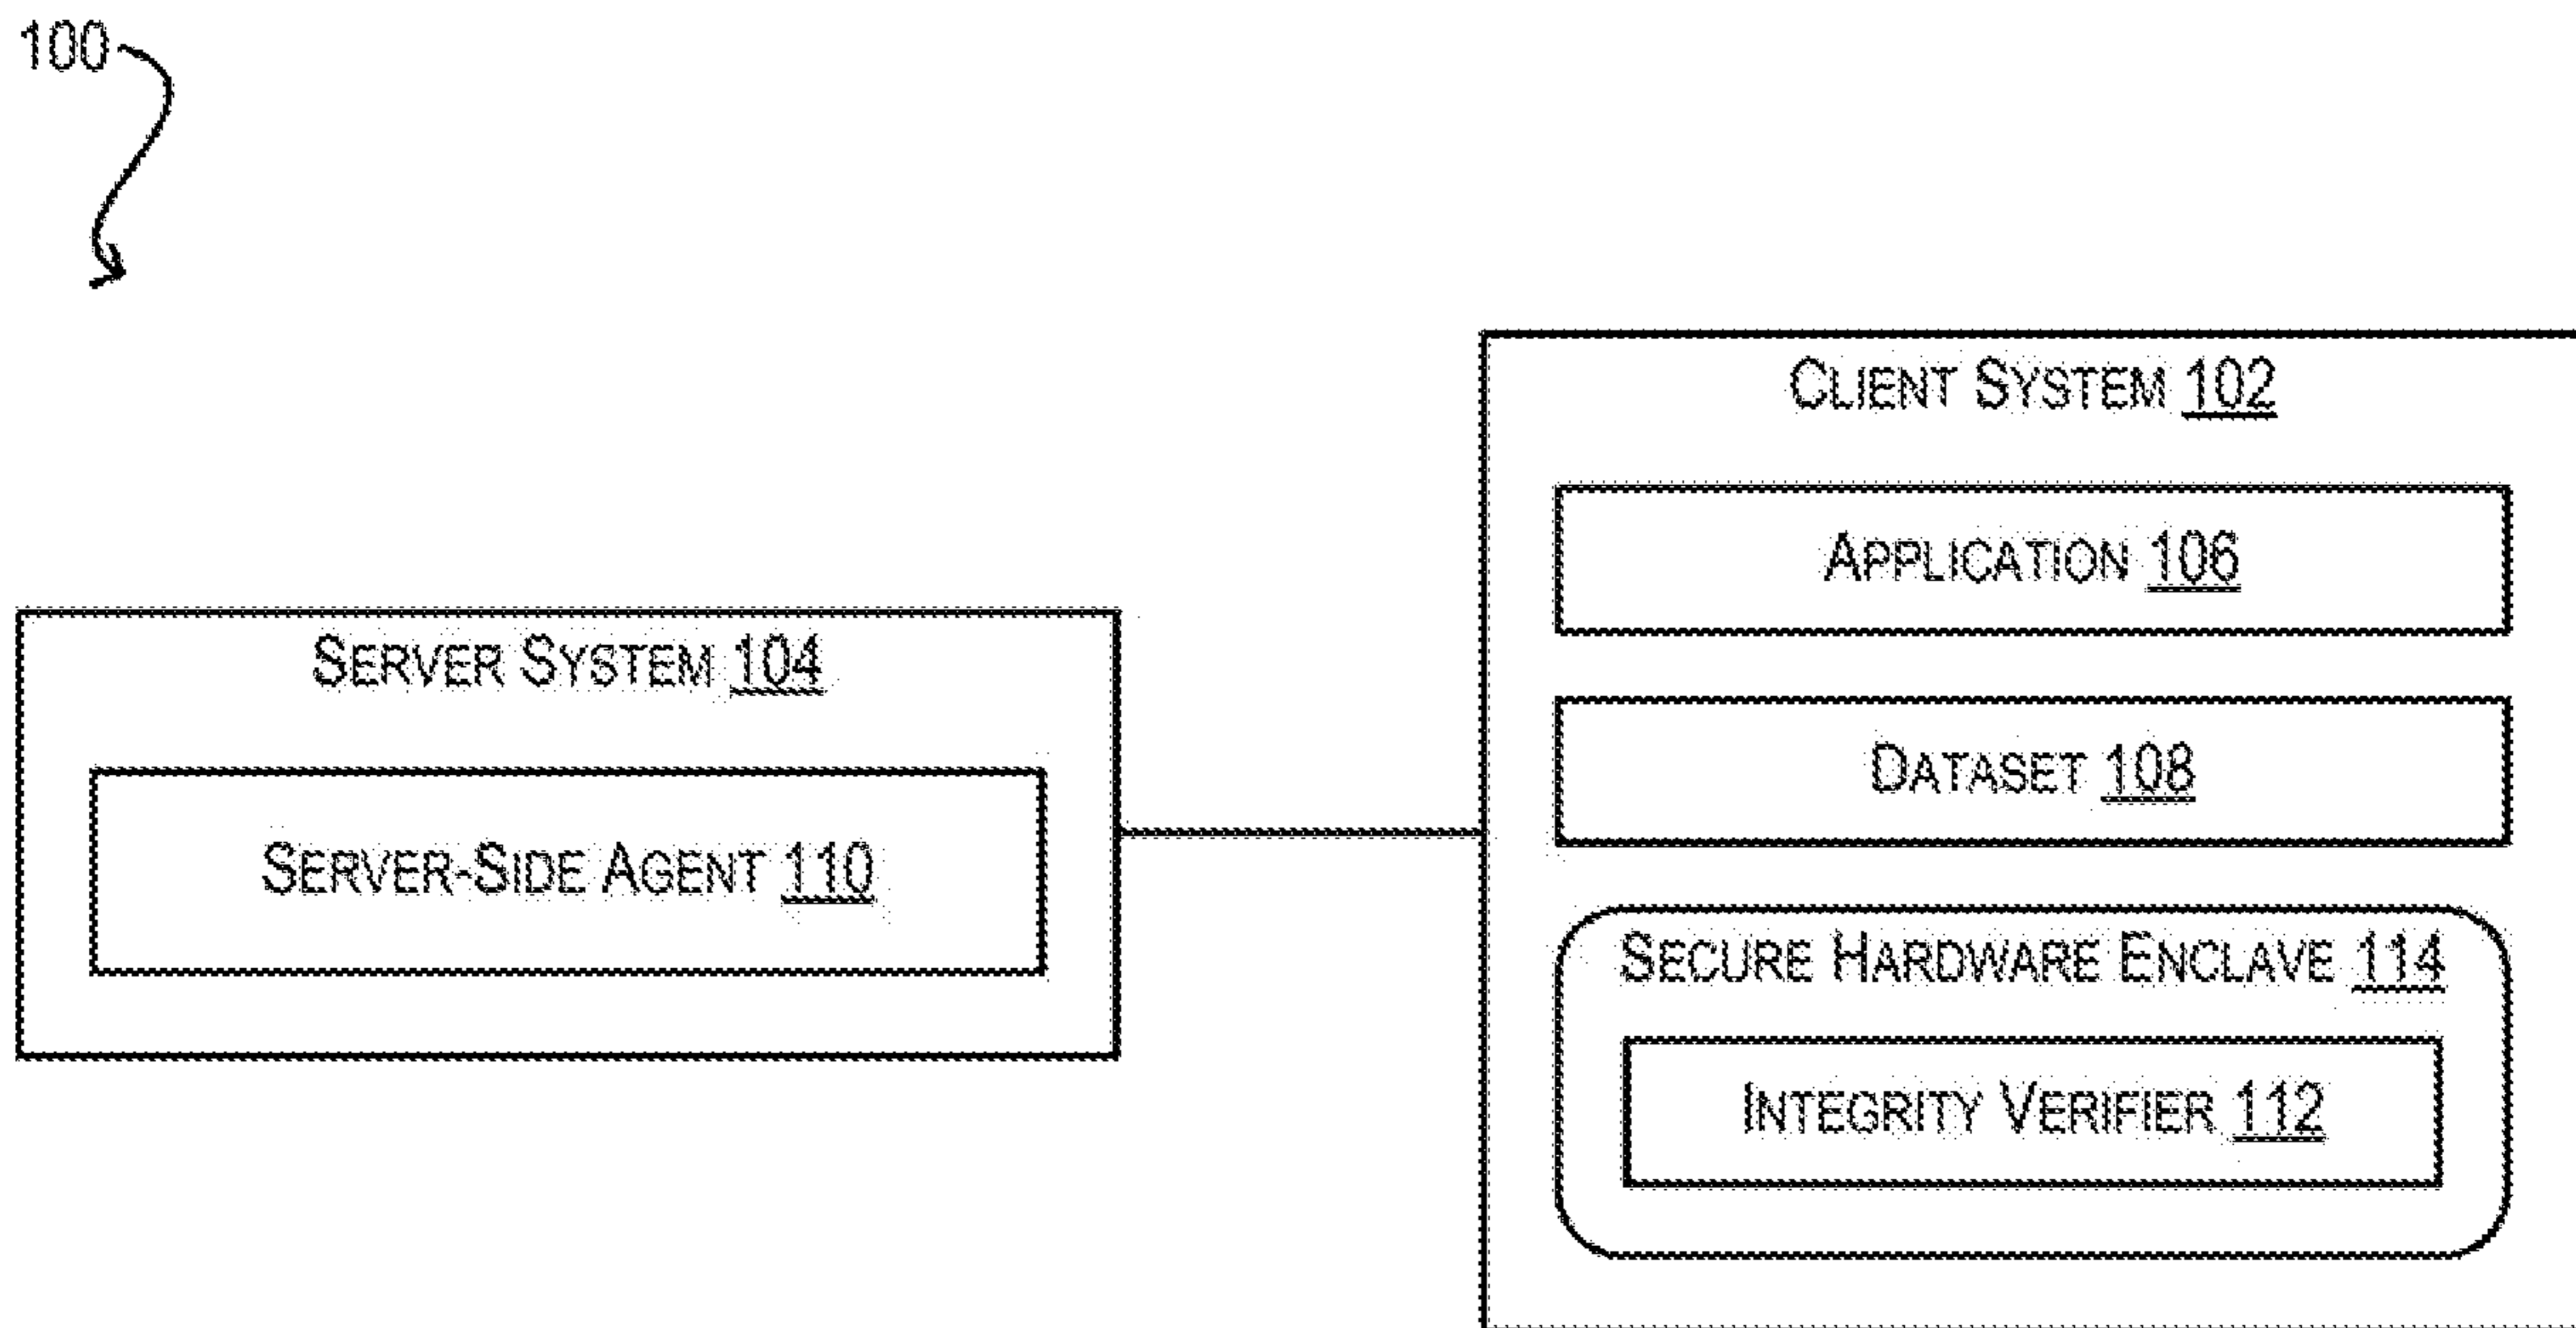 100
CLIENT SYSTEM 102
APPLICATION 106
DATASET 108
SECURE HARDWARE ENCLAVE 114
INTEGRITY VERIFIER 112
SERVER SYSTEM 104
SERVER-SIDE AGENT 110